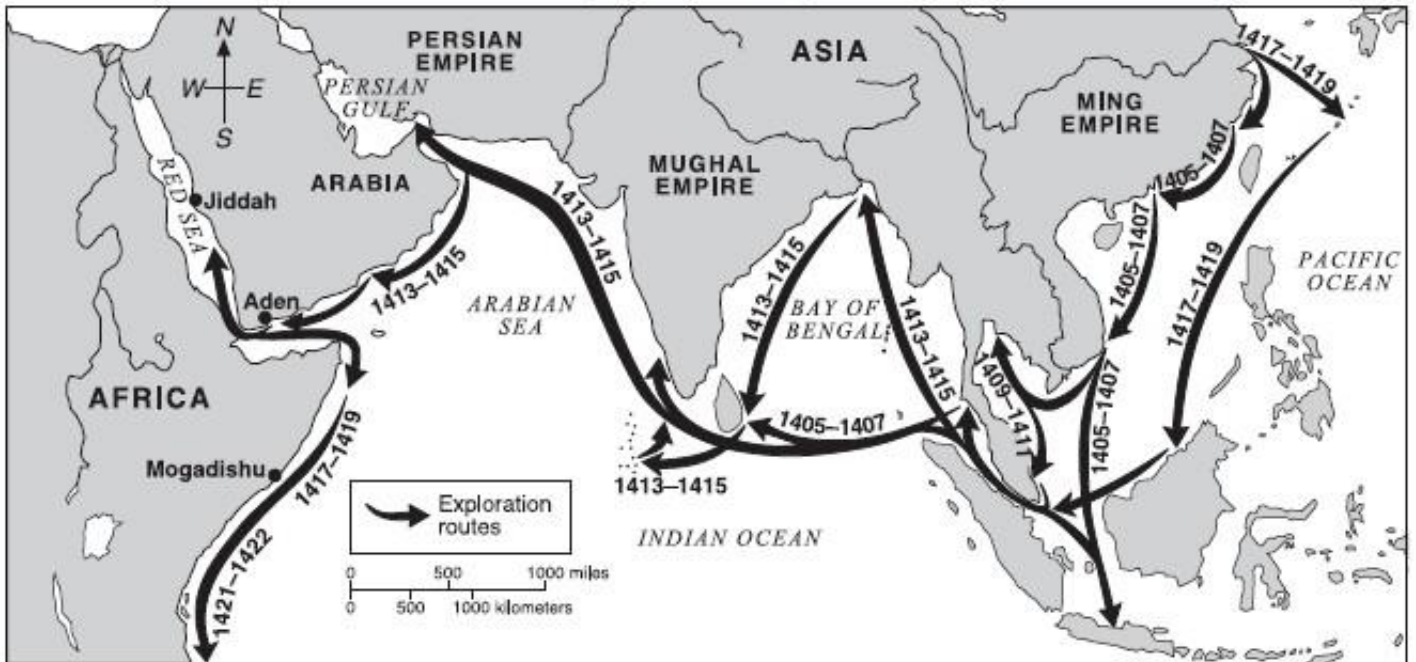 N
W
E
S
PERSIAN
EMPIRE
PERSIAN
GULF
ASIA
MING
EMPIRE
1417–1419
1405–1407
1405–1407
1417–1419
PACIFIC
OCEAN
RED SEA
Jiddah
ARABIA
MUGHAL
EMPIRE
1413–1415
1413–1415
ARABIAN
SEA
1413–1415
BAY OF
BENGAL
1413–1415
1409–1411
1405–1407
Aden
AFRICA
1405–1407
Mogadishu
1417–1419
1413–1415
Exploration
routes
INDIAN OCEAN
0 500 1000 miles
0 500 1000 kilometers
1421–1422